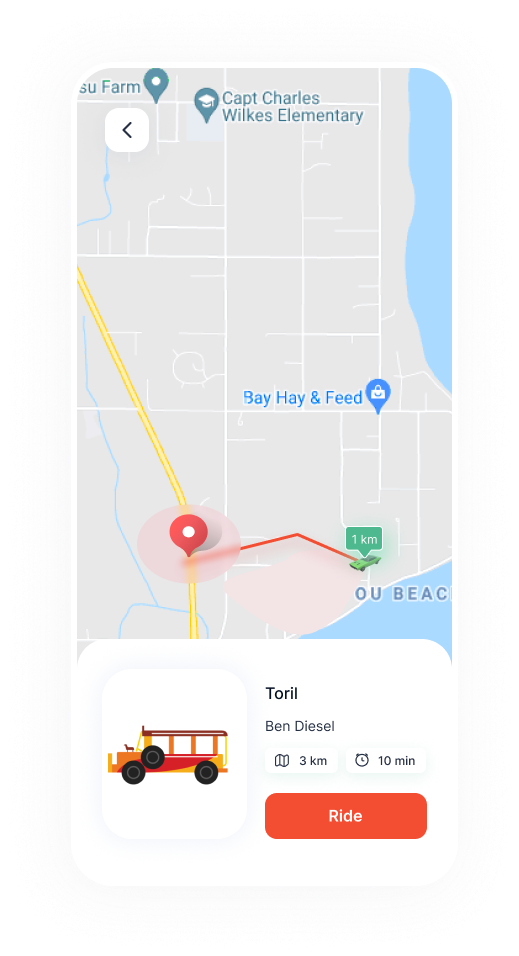 su Farm
Capt Charles
Wilkes Elementary
Bay Hay & Feed
1 km
OU BEAC
Toril
Ben Diesel
3 km
10 min
Ride